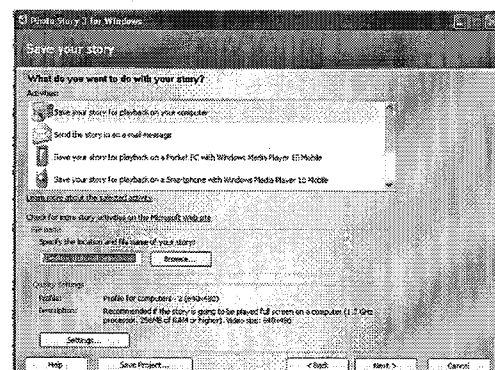 Photo Story 3 for Windows
Save your story
What do you want to do with your story?
Activities:
Save your story for playback on your computer
Send the story in an e-mail message
Save your story for playback on a Pocket PC with Windows Media Player 10 Mobile
Save your story for playback on a Smartphone with Windows Media Player 10 Mobile
Learn more about the selected activity
Check for more story activities on the Microsoft Web site
File name
Specify the location and file name of your story:
Browse...
Quality Settings
Profile: Profile for computers - 2 (640x480)
Description: Recommended if the story is going to be played full screen on a computer (1.7 GHz
processor, 256MB of RAM or higher). Video size: 640x480
Settings...
Help Save Project... < Back Next > Cancel